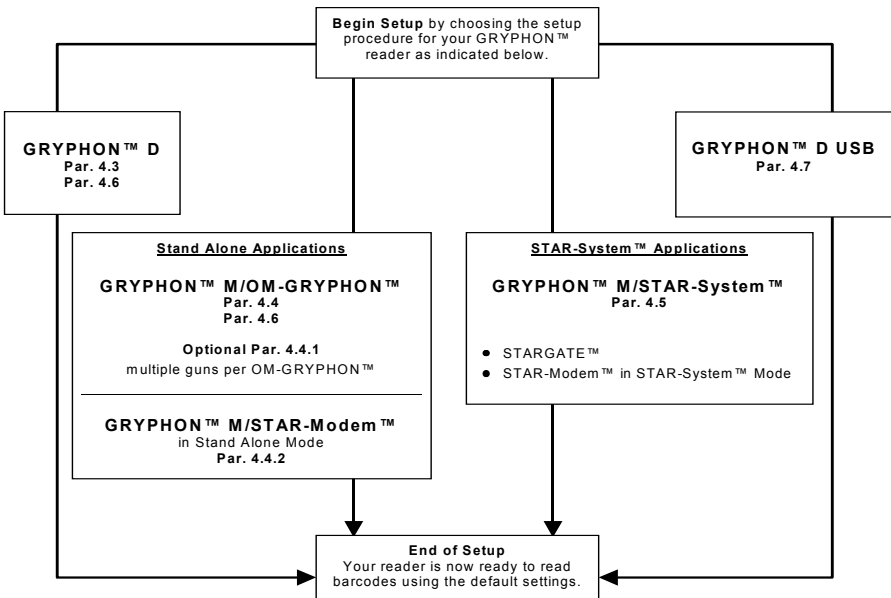 Begin Setup by choosing the setup
procedure for your GRYPHON™
reader as indicated below.
GRYPHON™ D
Par. 4.3
Par. 4.6
GRYPHON™ D USB
Par. 4.7
Stand Alone Applications
GRYPHON™ M/OM-GRYPHON™
Par. 4.4
Par. 4.6
Optional Par. 4.4.1
multiple guns per OM-GRYPHON™
GRYPHON™ M/STAR-Modem™
in Stand Alone Mode
Par. 4.4.2
STAR-System™ Applications
GRYPHON™ M/STAR-System™
Par. 4.5
● STARGATE™
● STAR-Modem™ in STAR-System™ Mode
End of Setup
Your reader is now ready to read
barcodes using the default settings.